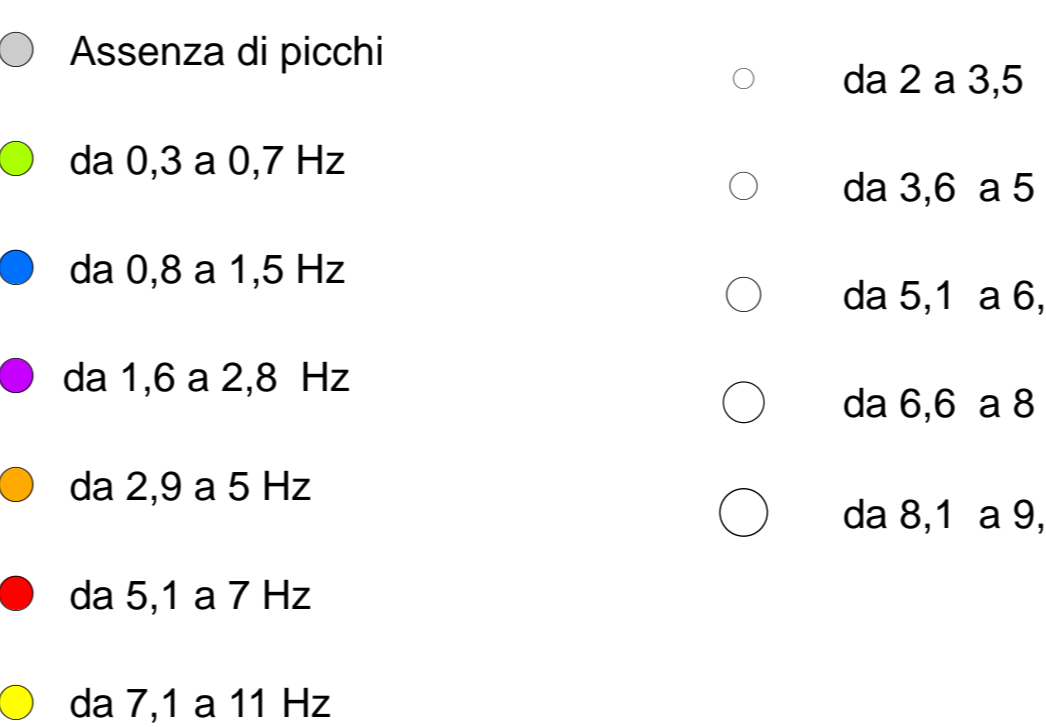 Assenza di picchi
da 0,3 a 0,7 Hz
da 0,8 a 1,5 Hz
da 1,6 a 2,8 Hz
da 2,9 a 5 Hz
da 5,1 a 7 Hz
da 7,1 a 11 Hz
da 2 a 3,5
da 3,6 a 5
da 5,1 a 6,
da 6,6 a 8
da 8,1 a 9,